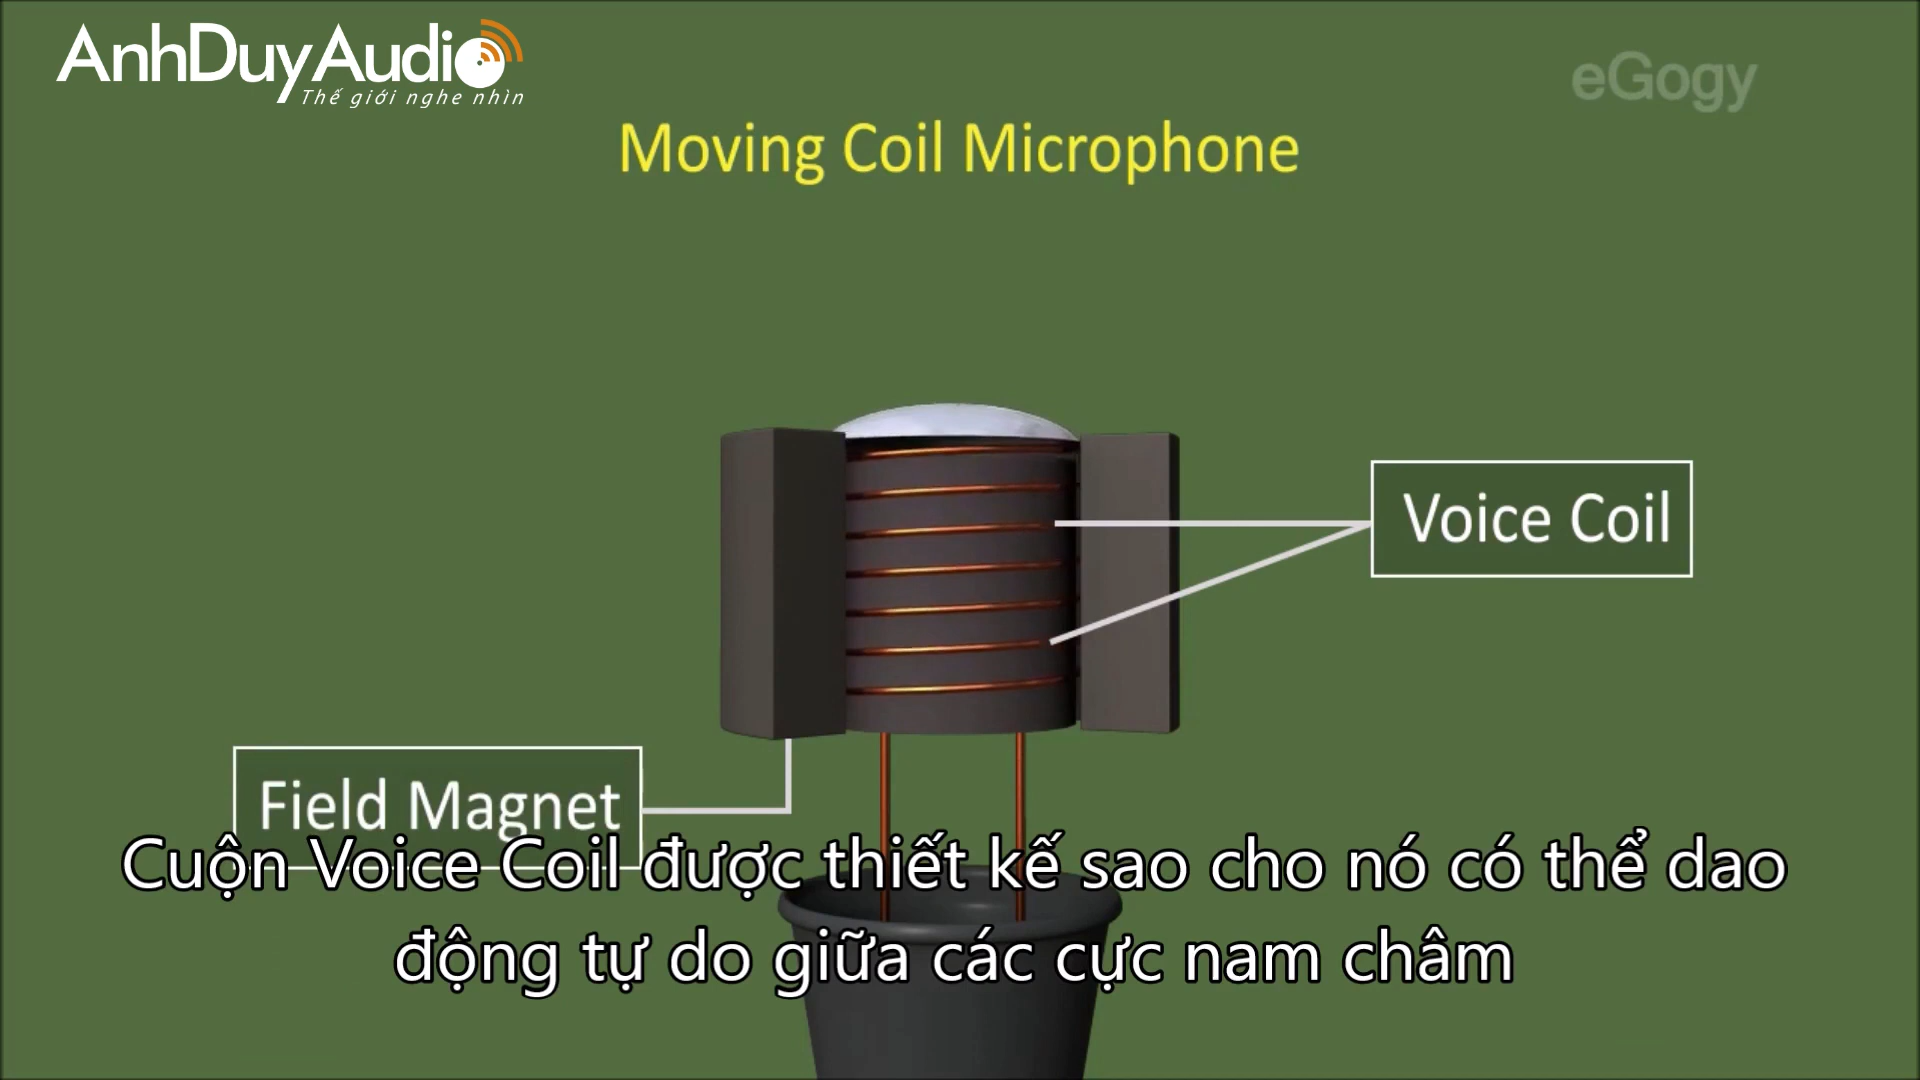 AnhDuyAudio
Thế giới nghe nhìn
eGogy
Moving Coil Microphone
Voice Coil
Field Magnet
Cuộn Voice Coil được thiết kế sao cho nó có thể dao
động tự do giữa các cực nam châm